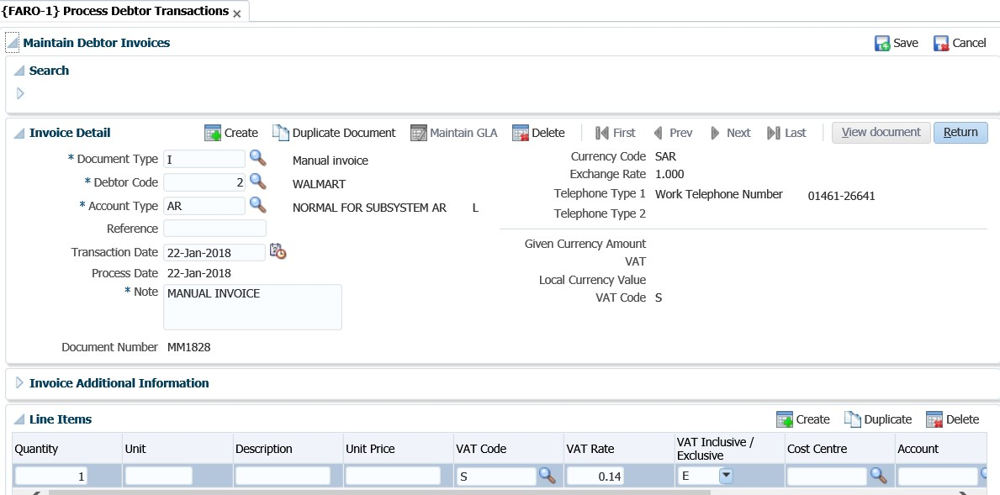 {FARO-1} Process Debtor Transactions
Maintain Debtor Invoices Save Cancel
Search
Invoice Detail Create Duplicate Document Maintain GLA Delete First Prev Next Last View document Return
* Document Type I Manual invoice
* Debtor Code 2 WALMART
* Account Type AR NORMAL FOR SUBSYSTEM AR L
Reference
Transaction Date 22-Jan-2018
Process Date 22-Jan-2018
* Note MANUAL INVOICE
Document Number MM1828
Currency Code SAR
Exchange Rate 1.000
Telephone Type 1 Work Telephone Number 01461-26641
Telephone Type 2
Given Currency Amount
VAT
Local Currency Value
VAT Code S
Invoice Additional Information
Line Items Create Duplicate Delete
Quantity Unit Description Unit Price VAT Code VAT Rate VAT Inclusive / Exclusive Cost Centre Account
1 S 0.14 E